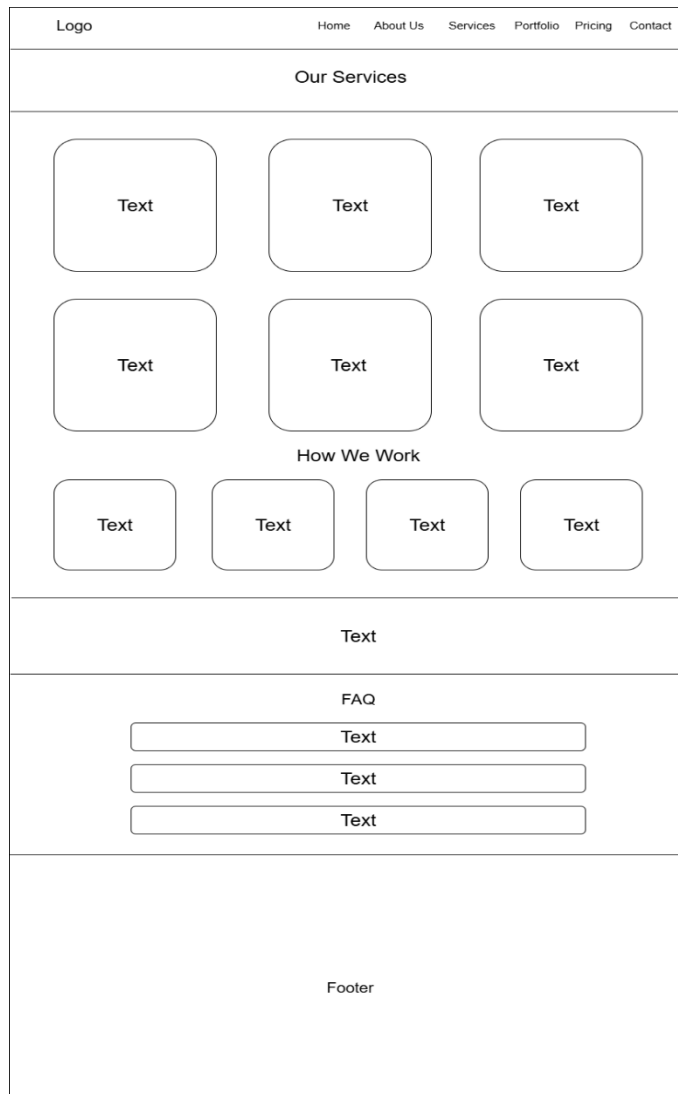 Logo Home About Us Services Portfolio Pricing Contact
Our Services
Text Text Text
Text Text Text
How We Work
Text Text Text Text
Text
FAQ
Text
Text
Text
Footer